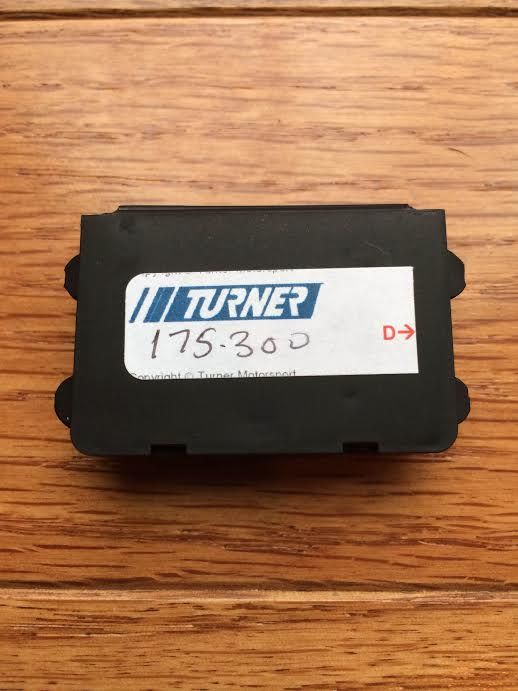 TURNER
175.300
D→
Copyright © Turner Motorsport